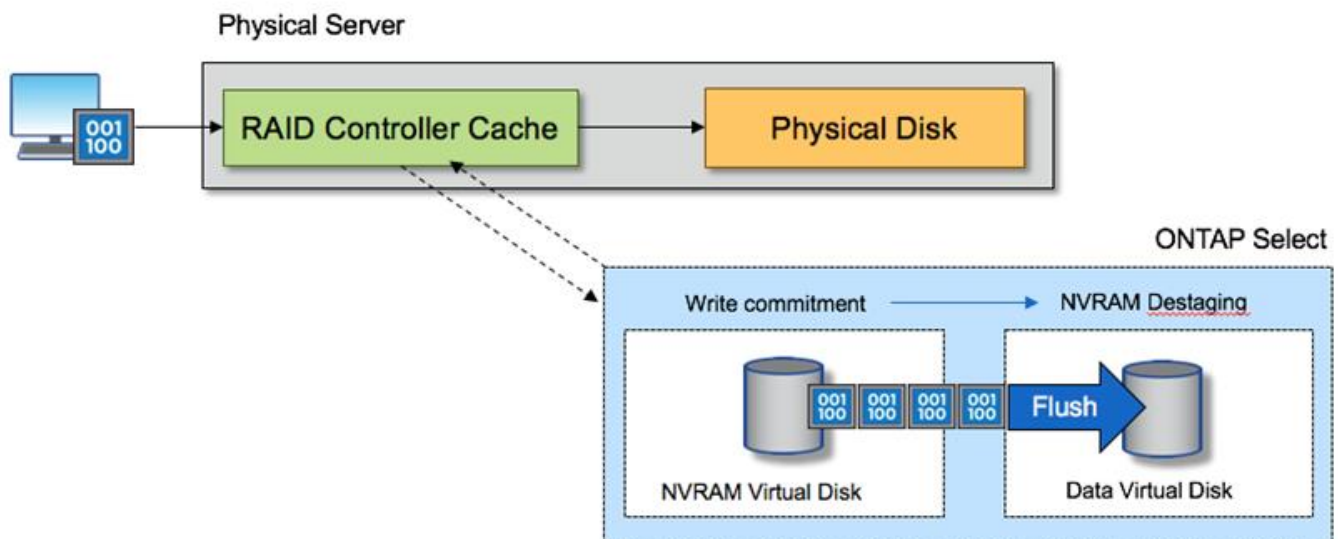 Physical Server
001
100
RAID Controller Cache
Physical Disk
ONTAP Select
Write commitment
NVRAM Destaging
001
100
001
100
001
100
001
100
Flush
NVRAM Virtual Disk
Data Virtual Disk